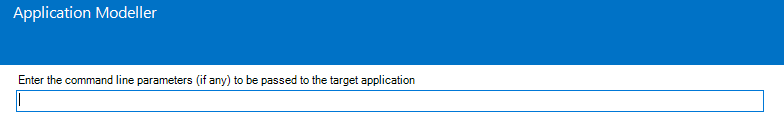 Application Modeller
Enter the command line parameters (if any) to be passed to the target application